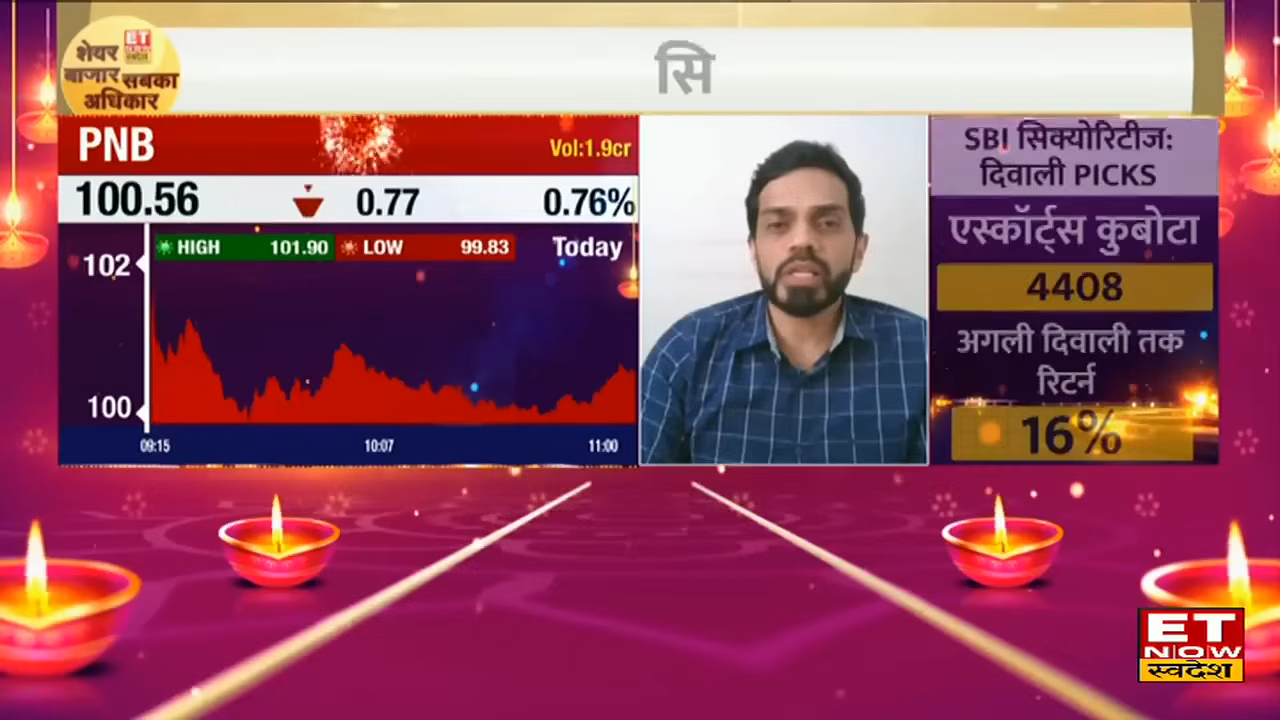 शेयर
ET
NOW
बाजार सबका
अधिकार
सि
PNB
Vol:1.9cr
100.56 0.77 0.76%
HIGH 101.90 LOW 99.83 Today
102
100
09:15 10:07 11:00
SBI सिक्योरिटीज:
दिवाली PICKS
एस्कॉर्ट्स कुबोटा
4408
अगली दिवाली तक
रिटर्न
16%
ET
NOW
स्वदेश